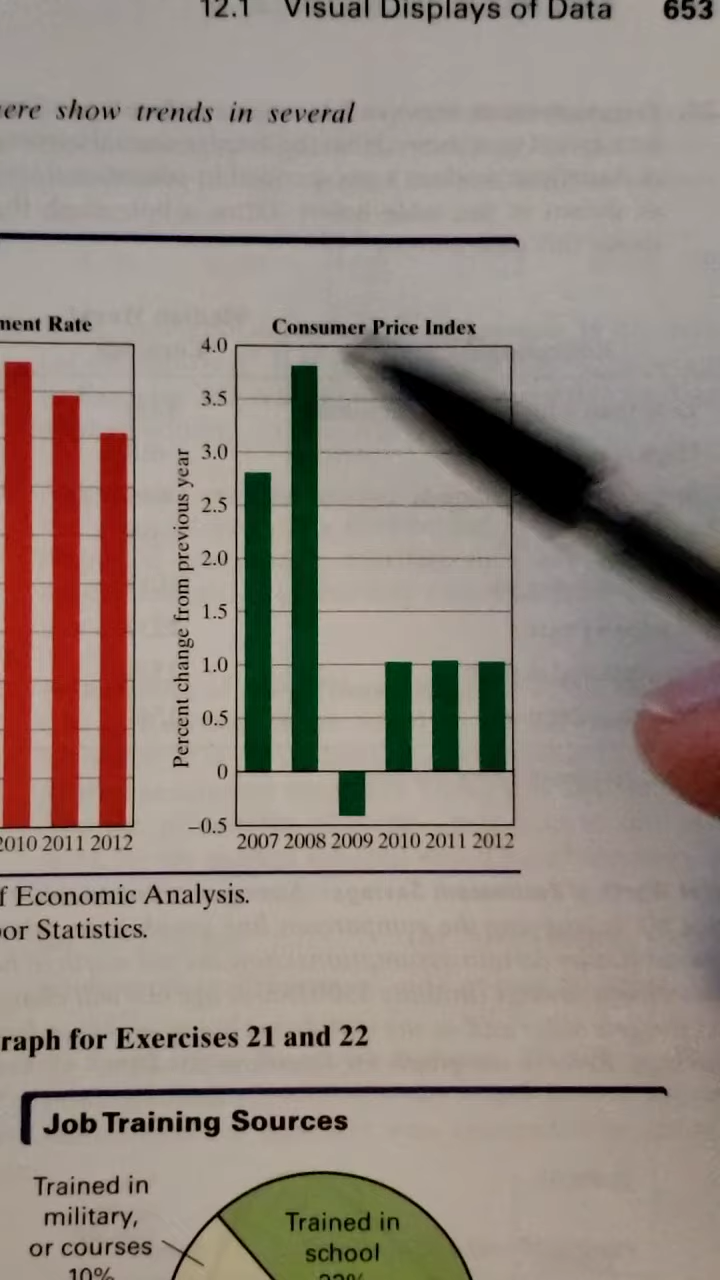 12.1 Visual Displays of Data 653
ere show trends in several
ment Rate
Consumer Price Index
Percent change from previous year
4.0
3.5
3.0
2.5
2.0
1.5
1.0
0.5
0
–0.5
2010 2011 2012
2007 2008 2009 2010 2011 2012
f Economic Analysis.
or Statistics.
raph for Exercises 21 and 22
Job Training Sources
Trained in
military,
or courses
10%
Trained in
school